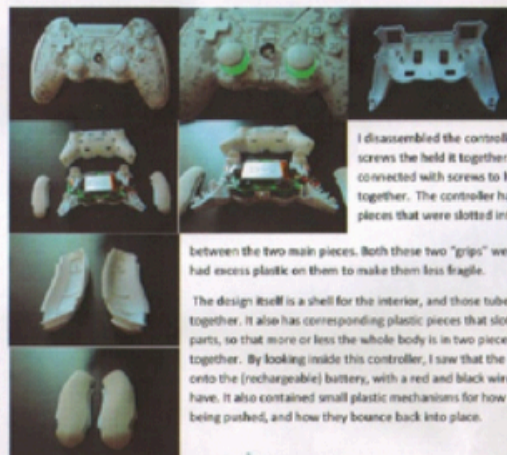 I disassembled the controll
screws the held it together
connected with screws to
together. The controller ha
pieces that were slotted in
between the two main pieces. Both these two "grips" we
had excess plastic on them to make them less fragile.
The design itself is a shell for the interior, and those tube
together. It also has corresponding plastic pieces that slo
parts, so that more or less the whole body is in two piece
together. By looking inside this controller, I saw that the
onto the (rechargeable) battery, with a red and black wir
have. It also contained small plastic mechanisms for how
being pushed, and how they bounce back into place.